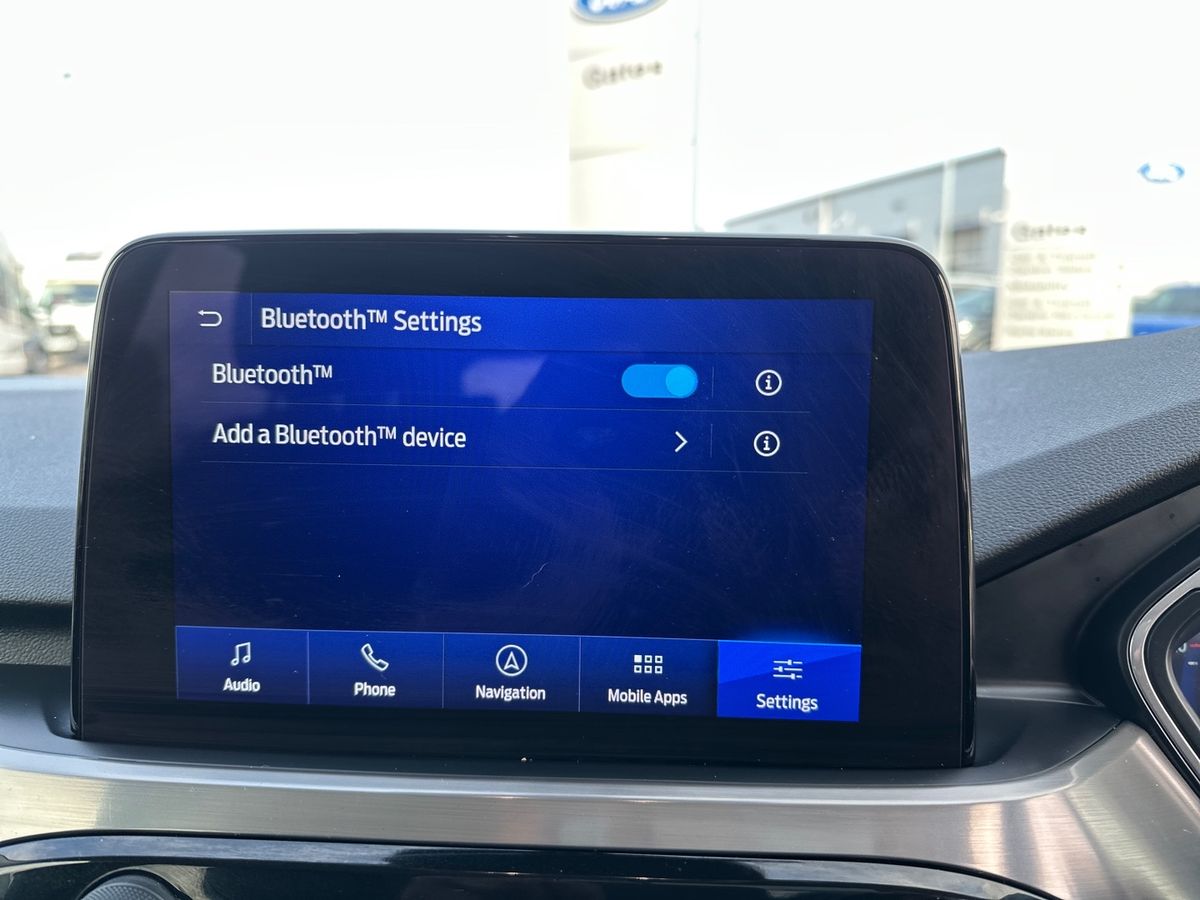 Bluetooth™ Settings
Bluetooth™
Add a Bluetooth™ device
Audio
Phone
Navigation
Mobile Apps
Settings